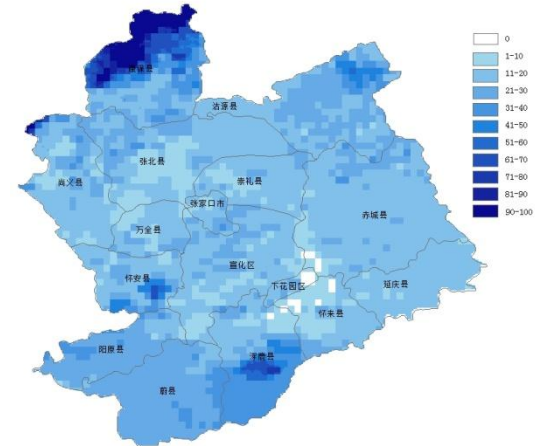 康保县
沽源县
张北县
尚义县
崇礼县
张家口市
赤城县
万全县
宣化区
怀安县
下花园区
延庆县
怀来县
阳原县
涿鹿县
蔚县
0
1-10
11-20
21-30
31-40
41-50
51-60
61-70
71-80
81-90
90-100